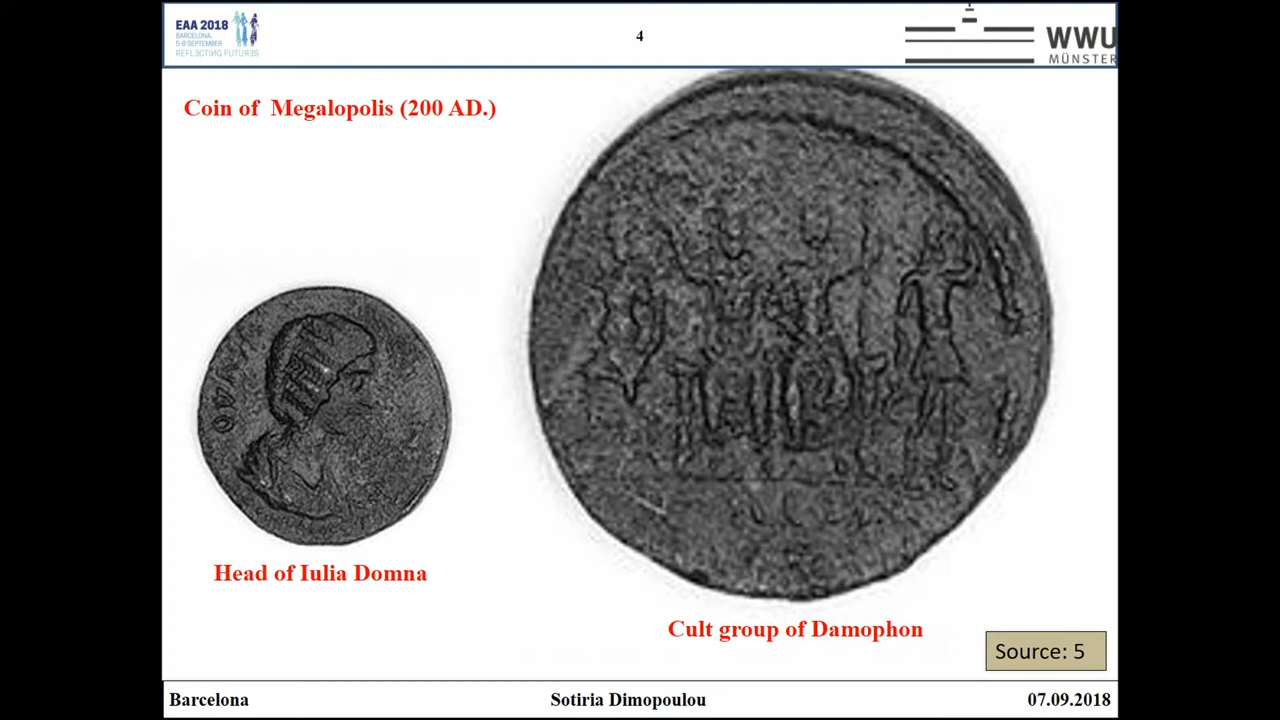 EAA 2018
BARCELONA,
5-8 SEPTEMBER
REFLECTING FUTURES
4
WWU
MÜNSTER
Coin of Megalopolis (200 AD.)
Head of Iulia Domna
Cult group of Damophon
Source: 5
Barcelona
Sotiria Dimopoulou
07.09.2018